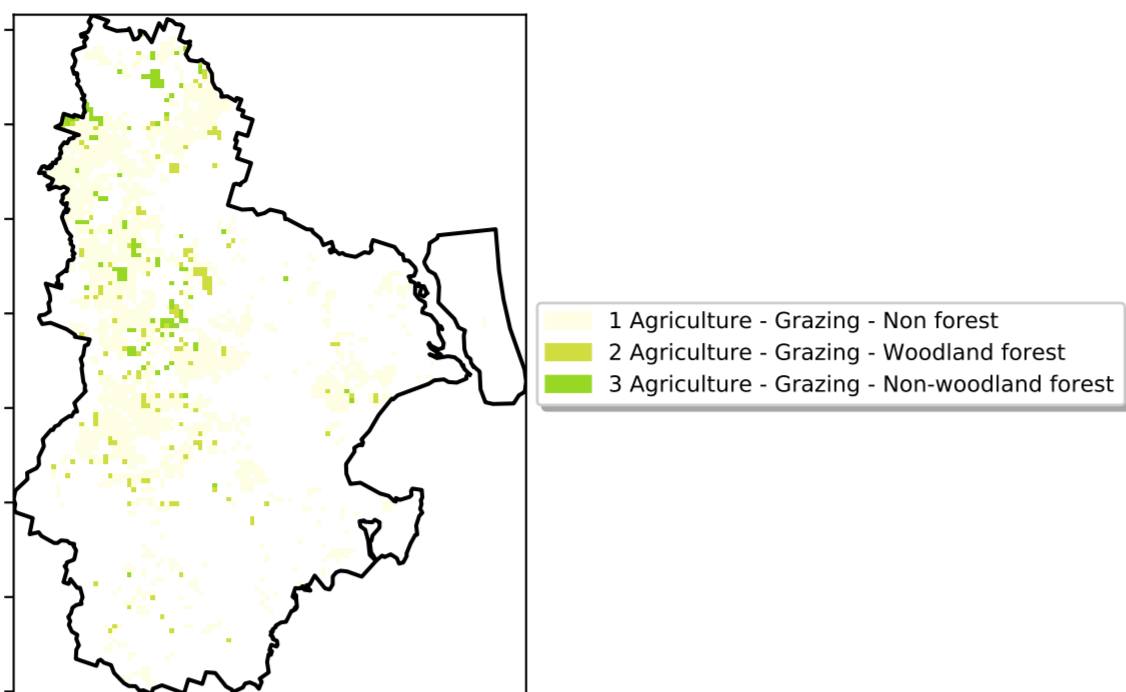 1 Agriculture - Grazing - Non forest
2 Agriculture - Grazing - Woodland forest
3 Agriculture - Grazing - Non-woodland forest